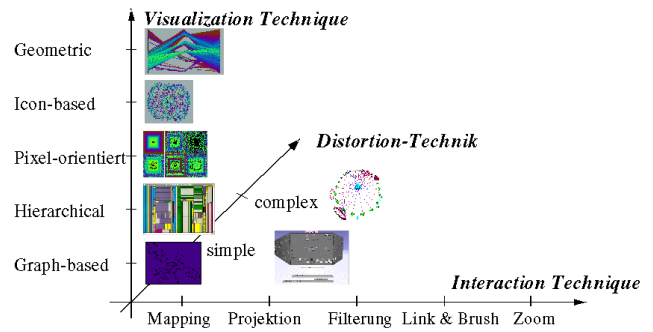 Visualization Technique
Geometric
Icon-based
Pixel-orientiert
Distortion-Technik
Hierarchical
complex
simple
Graph-based
Interaction Technique
Mapping Projektion Filterung Link & Brush Zoom